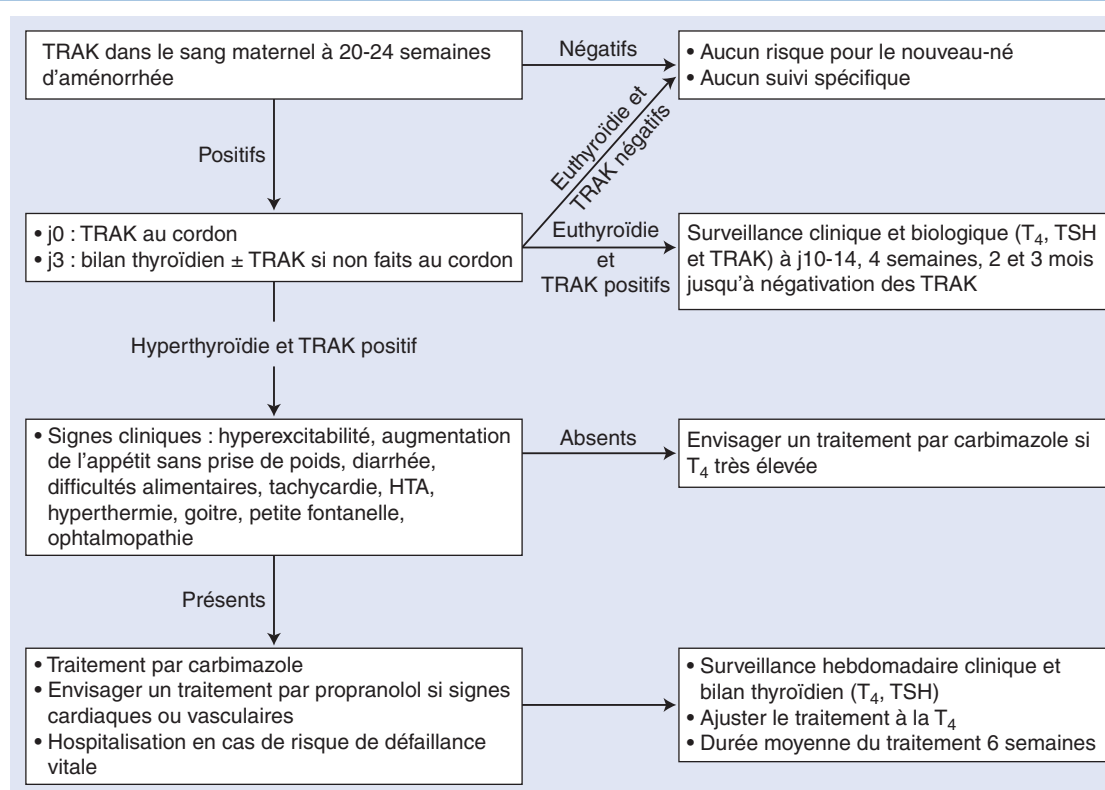 TRAK dans le sang maternel à 20-24 semaines
d'aménorrhée
Négatifs
• Aucun risque pour le nouveau-né
• Aucun suivi spécifique
Positifs
Euthyroïdie et
TRAK négatifs
• j0 : TRAK au cordon
• j3 : bilan thyroïdien ± TRAK si non faits au cordon
Euthyroïdie
et
TRAK positifs
Surveillance clinique et biologique (T₄, TSH
et TRAK) à j10-14, 4 semaines, 2 et 3 mois
jusqu'à négativation des TRAK
Hyperthyroïdie et TRAK positif
• Signes cliniques : hyperexcitabilité, augmentation
de l'appétit sans prise de poids, diarrhée,
difficultés alimentaires, tachycardie, HTA,
hyperthermie, goitre, petite fontanelle,
ophtalmopathie
Absents
Envisager un traitement par carbimazole si
T₄ très élevée
Présents
• Traitement par carbimazole
• Envisager un traitement par propranolol si signes
cardiaques ou vasculaires
• Hospitalisation en cas de risque de défaillance
vitale
• Surveillance hebdomadaire clinique et
bilan thyroïdien (T₄, TSH)
• Ajuster le traitement à la T₄
• Durée moyenne du traitement 6 semaines